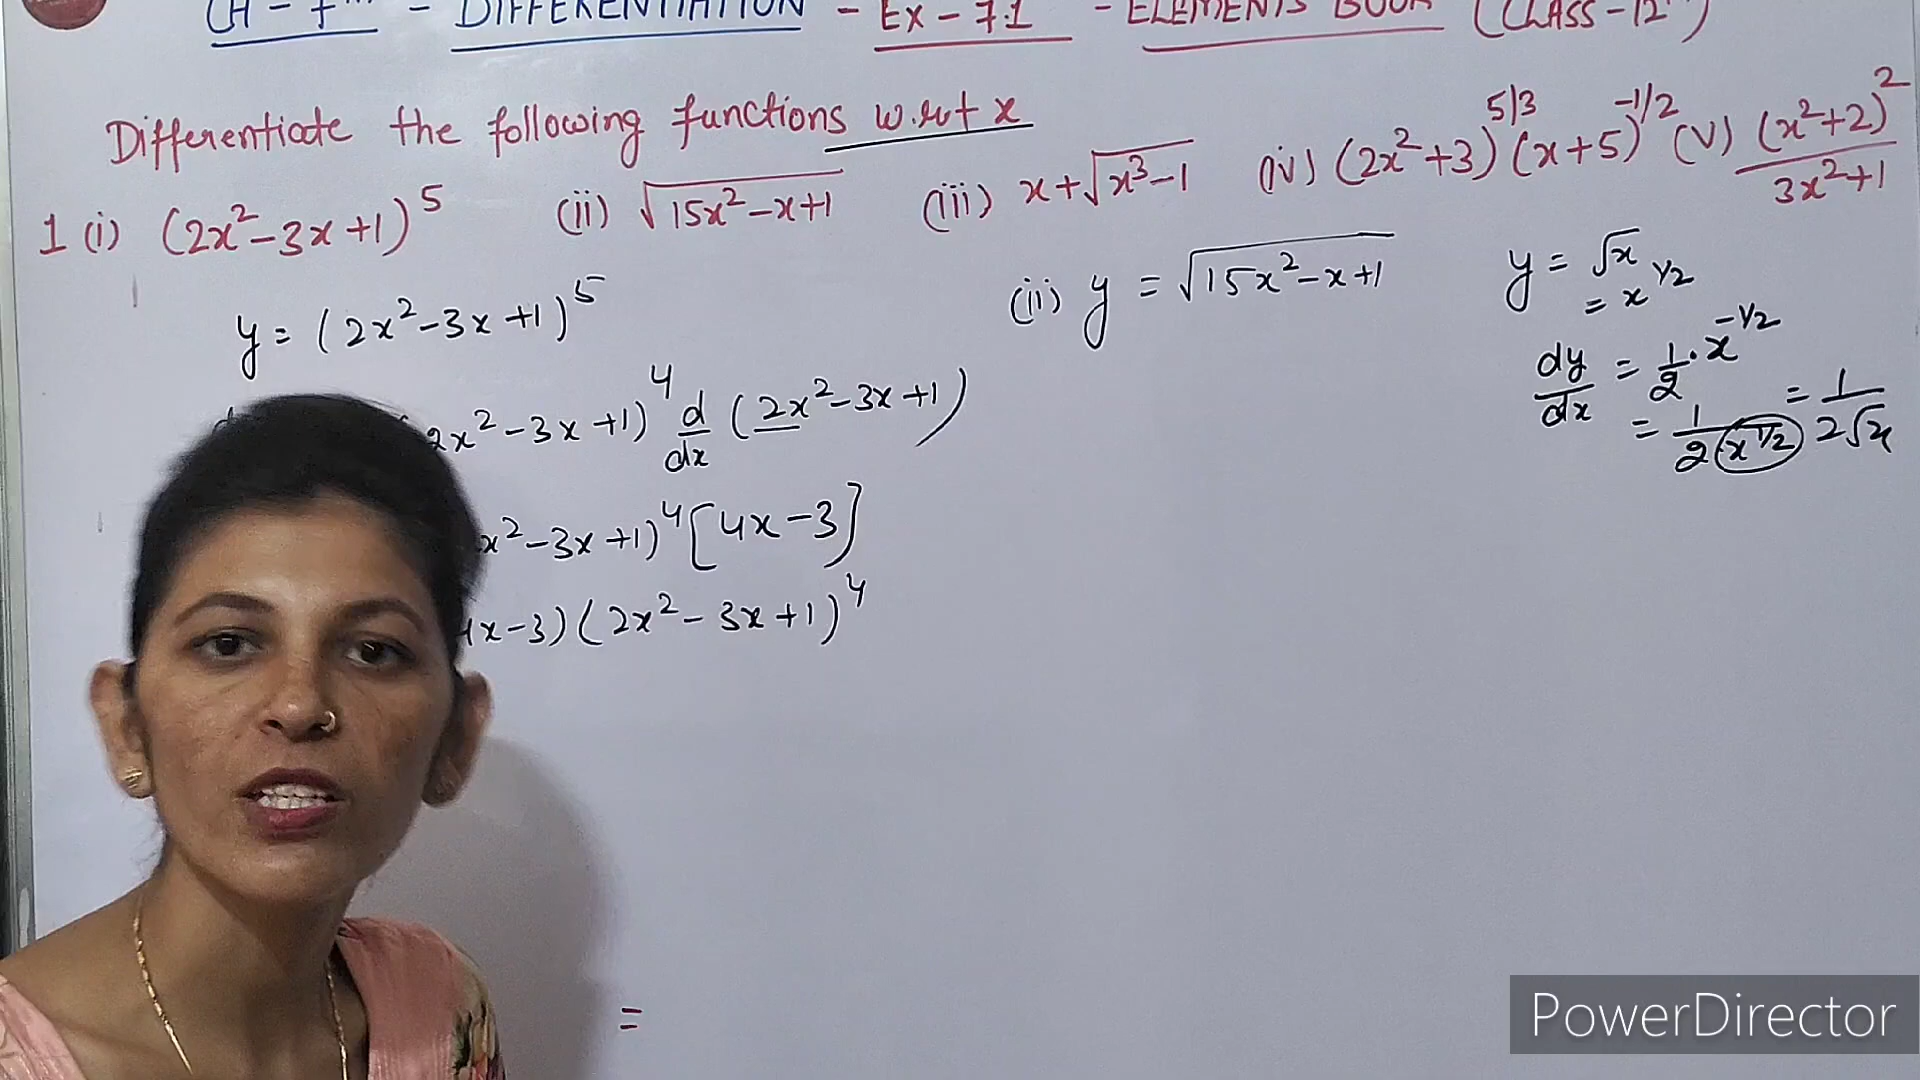 CH - 7th - DIFFERENTIATION - EX - 7.1 - ELEMENTS BOOK (CLASS-12th)
Differentiate the following functions w.r.t x
1 (i) (2x²-3x+1)⁵ (ii) √(15x²-x+1) (iii) x+√(x³-1) (iv) (2x²+3)^5/3 (x+5)^-1/2 (V) (x²+2)²/(3x²+1)
y = (2x²-3x+1)⁵
2x²-3x+1)⁴ d/dx (2x²-3x+1)
x²-3x+1)⁴ [4x-3]
4x-3)(2x²-3x+1)⁴
=
(ii) y = √(15x²-x+1)
y = √x
= x^1/2
dy/dx = 1/2 · x^-1/2
= 1/(2(x^1/2)) = 1/(2√x)
PowerDirector